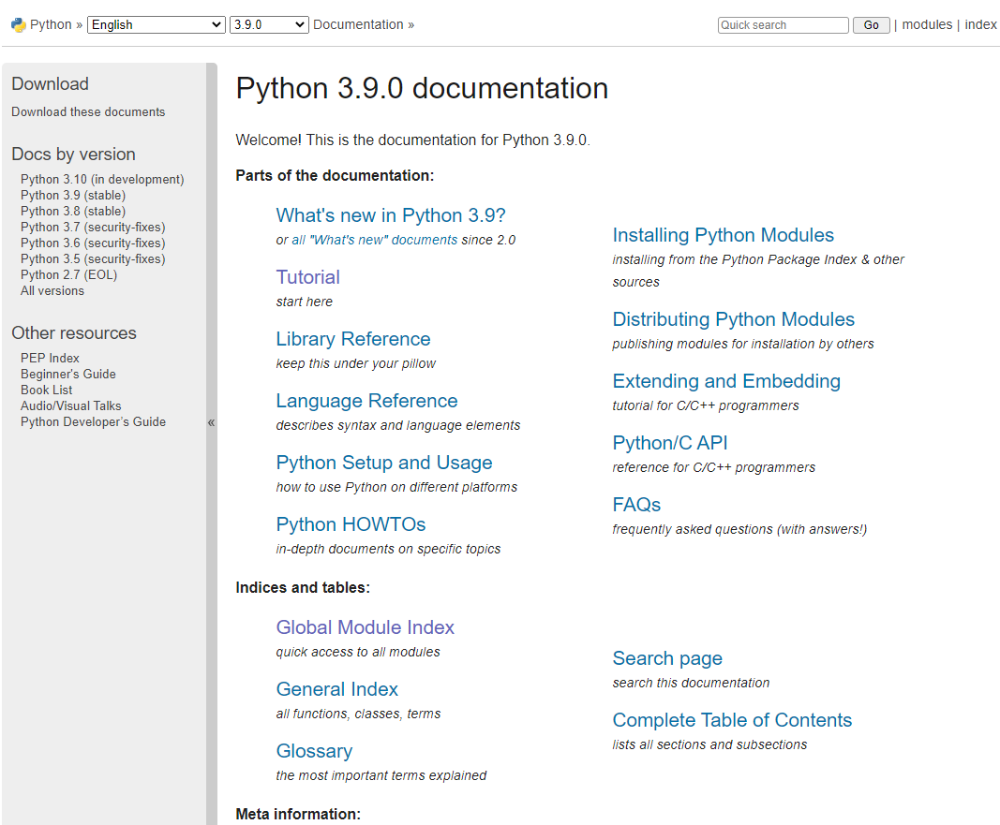 Python » English 3.9.0 Documentation » Quick search Go | modules | index
Download
Download these documents
Docs by version
Python 3.10 (in development)
Python 3.9 (stable)
Python 3.8 (stable)
Python 3.7 (security-fixes)
Python 3.6 (security-fixes)
Python 3.5 (security-fixes)
Python 2.7 (EOL)
All versions
Other resources
PEP Index
Beginner's Guide
Book List
Audio/Visual Talks
Python Developer's Guide
«
Python 3.9.0 documentation
Welcome! This is the documentation for Python 3.9.0.
Parts of the documentation:
What's new in Python 3.9?
or all "What's new" documents since 2.0
Tutorial
start here
Library Reference
keep this under your pillow
Language Reference
describes syntax and language elements
Python Setup and Usage
how to use Python on different platforms
Python HOWTOs
in-depth documents on specific topics
Installing Python Modules
installing from the Python Package Index & other
sources
Distributing Python Modules
publishing modules for installation by others
Extending and Embedding
tutorial for C/C++ programmers
Python/C API
reference for C/C++ programmers
FAQs
frequently asked questions (with answers!)
Indices and tables:
Global Module Index
quick access to all modules
General Index
all functions, classes, terms
Glossary
the most important terms explained
Search page
search this documentation
Complete Table of Contents
lists all sections and subsections
Meta information: